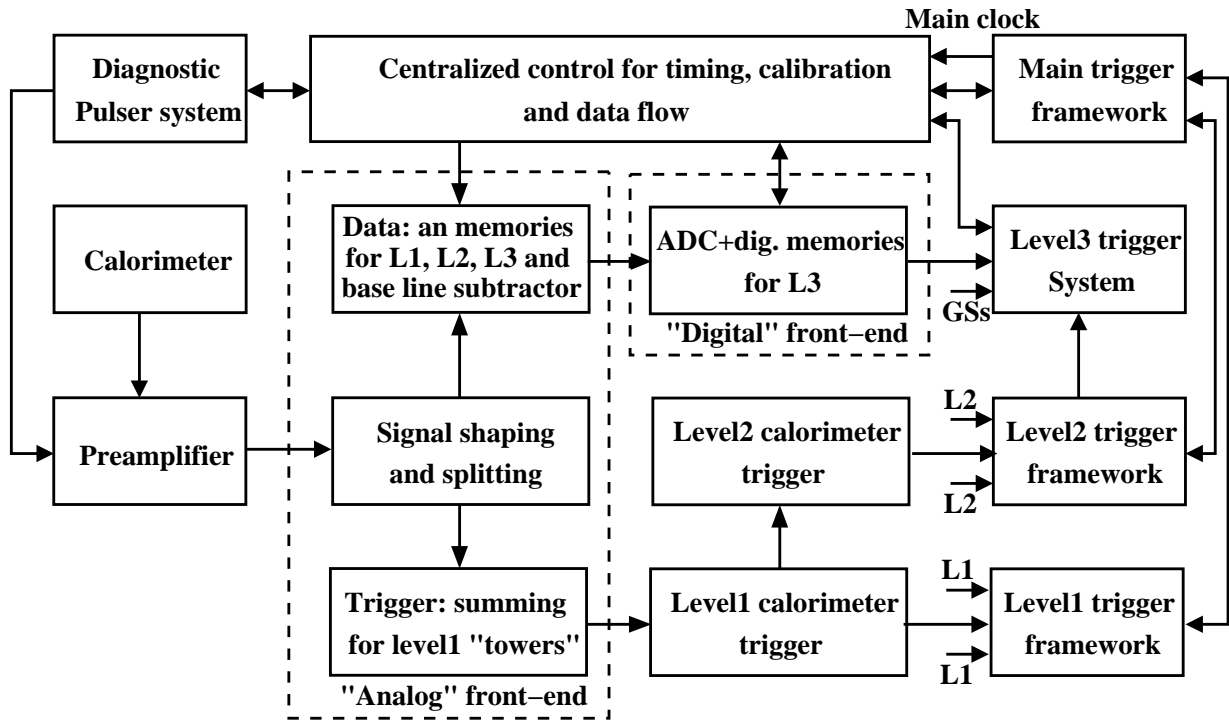 Main clock
Diagnostic
Pulser system
Centralized control for timing, calibration
and data flow
Main trigger
framework
Calorimeter
Data: an memories
for L1, L2, L3 and
base line subtractor
ADC+dig. memories
for L3
"Digital" front−end
Level3 trigger
System
GSs
Preamplifier
Signal shaping
and splitting
Level2 calorimeter
trigger
L2
L2
Level2 trigger
framework
Trigger: summing
for level1 "towers"
"Analog" front−end
Level1 calorimeter
trigger
L1
L1
Level1 trigger
framework